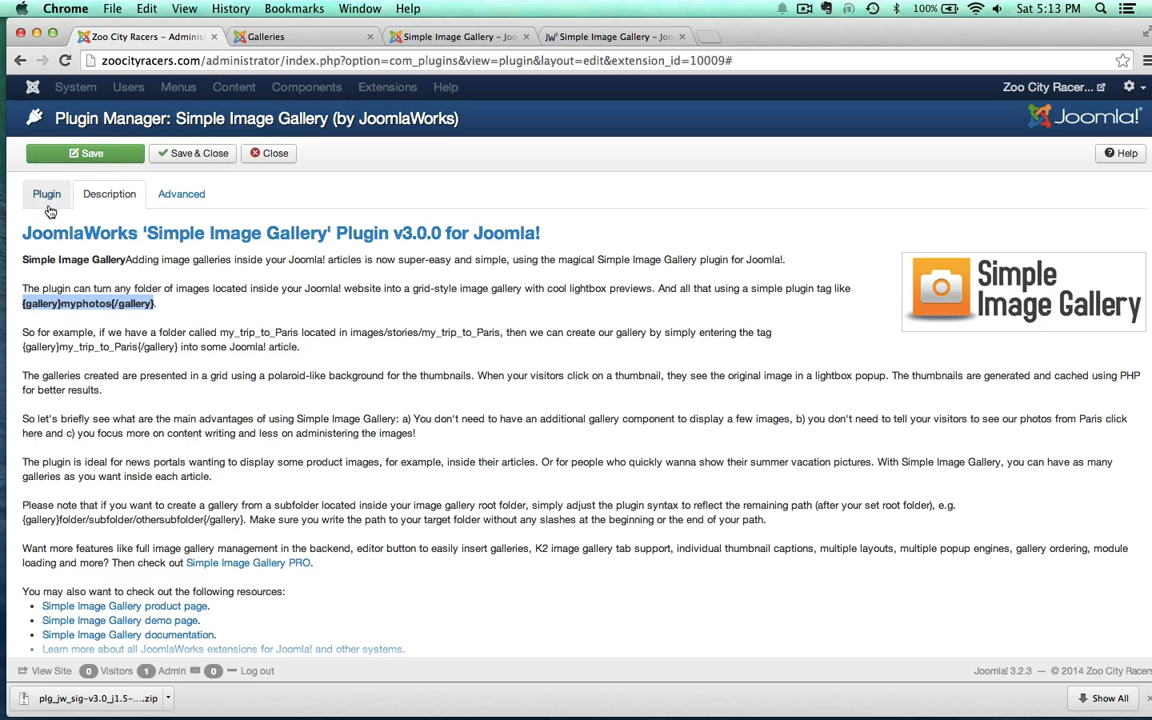 Chrome File Edit View History Bookmarks Window Help 100% Sat 5:13 PM
Zoo City Racers - Adminis Galleries Simple Image Gallery - Joo Simple Image Gallery - Joo
zoocityracers.com/administrator/index.php?option=com_plugins&view=plugin&layout=edit&extension_id=10009#
System Users Menus Content Components Extensions Help Zoo City Racer...
Plugin Manager: Simple Image Gallery (by JoomlaWorks) Joomla!
Save Save & Close Close Help
Plugin Description Advanced
JoomlaWorks 'Simple Image Gallery' Plugin v3.0.0 for Joomla!
Simple Image GalleryAdding image galleries inside your Joomla! articles is now super-easy and simple, using the magical Simple Image Gallery plugin for Joomla!.
The plugin can turn any folder of images located inside your Joomla! website into a grid-style image gallery with cool lightbox previews. And all that using a simple plugin tag like
{gallery}myphotos{/gallery}.
Simple
Image Gallery
So for example, if we have a folder called my_trip_to_Paris located in images/stories/my_trip_to_Paris, then we can create our gallery by simply entering the tag
{gallery}my_trip_to_Paris{/gallery} into some Joomla! article.
The galleries created are presented in a grid using a polaroid-like background for the thumbnails. When your visitors click on a thumbnail, they see the original image in a lightbox popup. The thumbnails are generated and cached using PHP
for better results.
So let's briefly see what are the main advantages of using Simple Image Gallery: a) You don't need to have an additional gallery component to display a few images, b) you don't need to tell your visitors to see our photos from Paris click
here and c) you focus more on content writing and less on administering the images!
The plugin is ideal for news portals wanting to display some product images, for example, inside their articles. Or for people who quickly wanna show their summer vacation pictures. With Simple Image Gallery, you can have as many
galleries as you want inside each article.
Please note that if you want to create a gallery from a subfolder located inside your image gallery root folder, simply adjust the plugin syntax to reflect the remaining path (after your set root folder), e.g.
{gallery}folder/subfolder/othersubfolder{/gallery}. Make sure you write the path to your target folder without any slashes at the beginning or the end of your path.
Want more features like full image gallery management in the backend, editor button to easily insert galleries, K2 image gallery tab support, individual thumbnail captions, multiple layouts, multiple popup engines, gallery ordering, module
loading and more? Then check out Simple Image Gallery PRO.
You may also want to check out the following resources:
• Simple Image Gallery product page.
• Simple Image Gallery demo page.
• Simple Image Gallery documentation.
• Learn more about all JoomlaWorks extensions for Joomla! and other systems.
View Site 0 Visitors 1 Admin 0 Log out Joomla! 3.2.3 — © 2014 Zoo City Racers
plg_jw_sig-v3.0_j1.5-....zip Show All